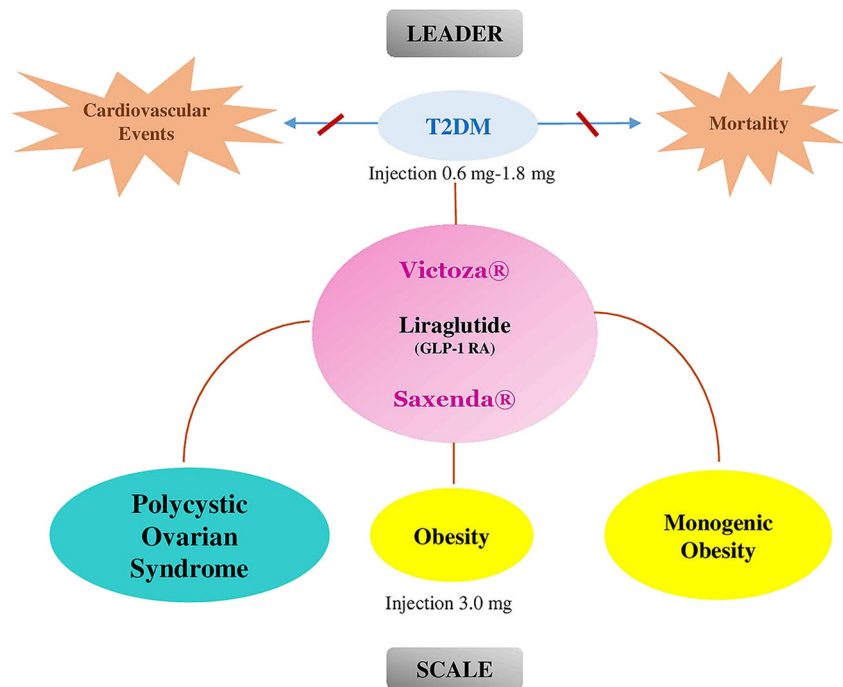 LEADER
Cardiovascular
Events
T2DM
Mortality
Injection 0.6 mg-1.8 mg
Victoza®
Liraglutide
(GLP-1 RA)
Saxenda®
Polycystic
Ovarian
Syndrome
Obesity
Monogenic
Obesity
Injection 3.0 mg
SCALE